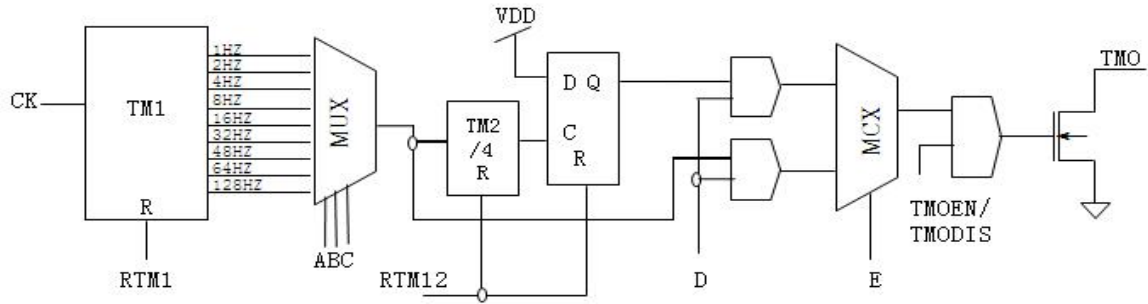 VDD
TMO
1HZ
2HZ
4HZ
8HZ
16HZ
32HZ
48HZ
64HZ
128HZ
CK
TM1
R
RTM1
MUX
ABC
TM2
/4
R
D Q
C
R
RTM12
D
MCX
E
TMOEN/
TMODIS